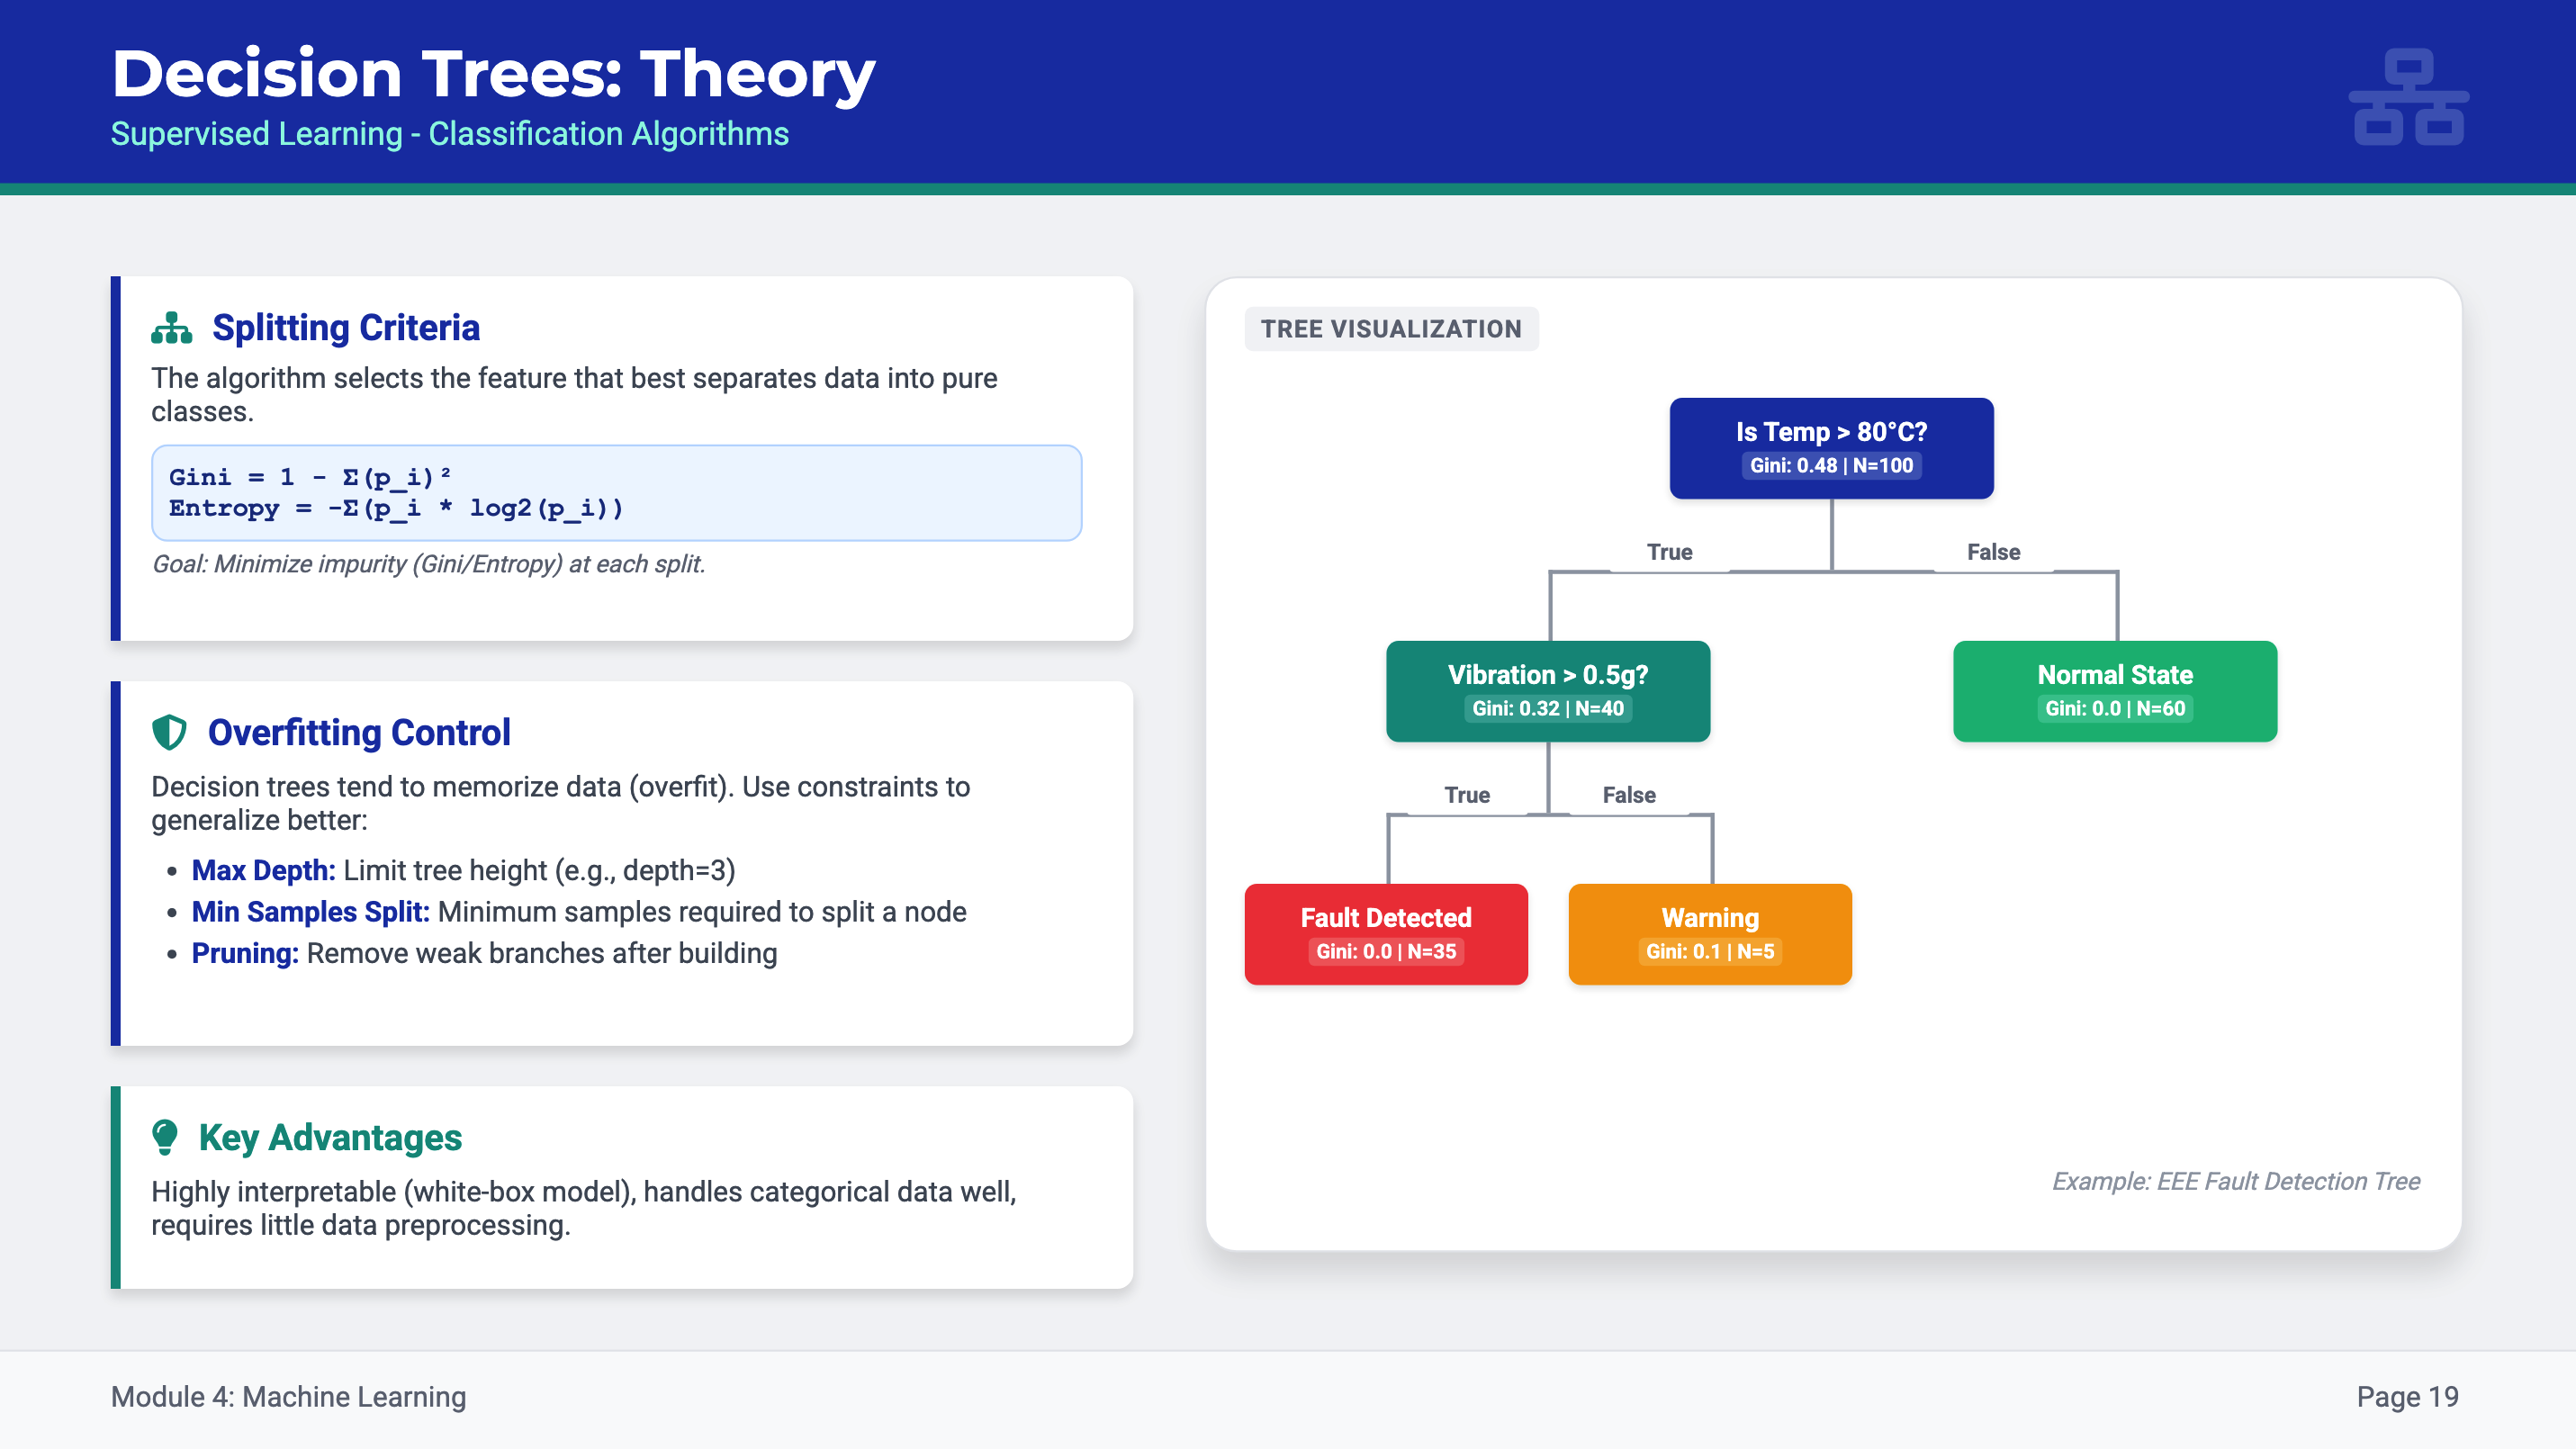 Decision Trees: Theory
Supervised Learning - Classification Algorithms
Splitting Criteria
The algorithm selects the feature that best separates data into pure
classes.
Gini = 1 - Σ(p_i)²
Entropy = -Σ(p_i * log2(p_i))
Goal: Minimize impurity (Gini/Entropy) at each split.
Overfitting Control
Decision trees tend to memorize data (overfit). Use constraints to
generalize better:
• Max Depth: Limit tree height (e.g., depth=3)
• Min Samples Split: Minimum samples required to split a node
• Pruning: Remove weak branches after building
Key Advantages
Highly interpretable (white-box model), handles categorical data well,
requires little data preprocessing.
TREE VISUALIZATION
Is Temp > 80°C?
Gini: 0.48 | N=100
True
False
Vibration > 0.5g?
Gini: 0.32 | N=40
Normal State
Gini: 0.0 | N=60
True
False
Fault Detected
Gini: 0.0 | N=35
Warning
Gini: 0.1 | N=5
Example: EEE Fault Detection Tree
Module 4: Machine Learning
Page 19